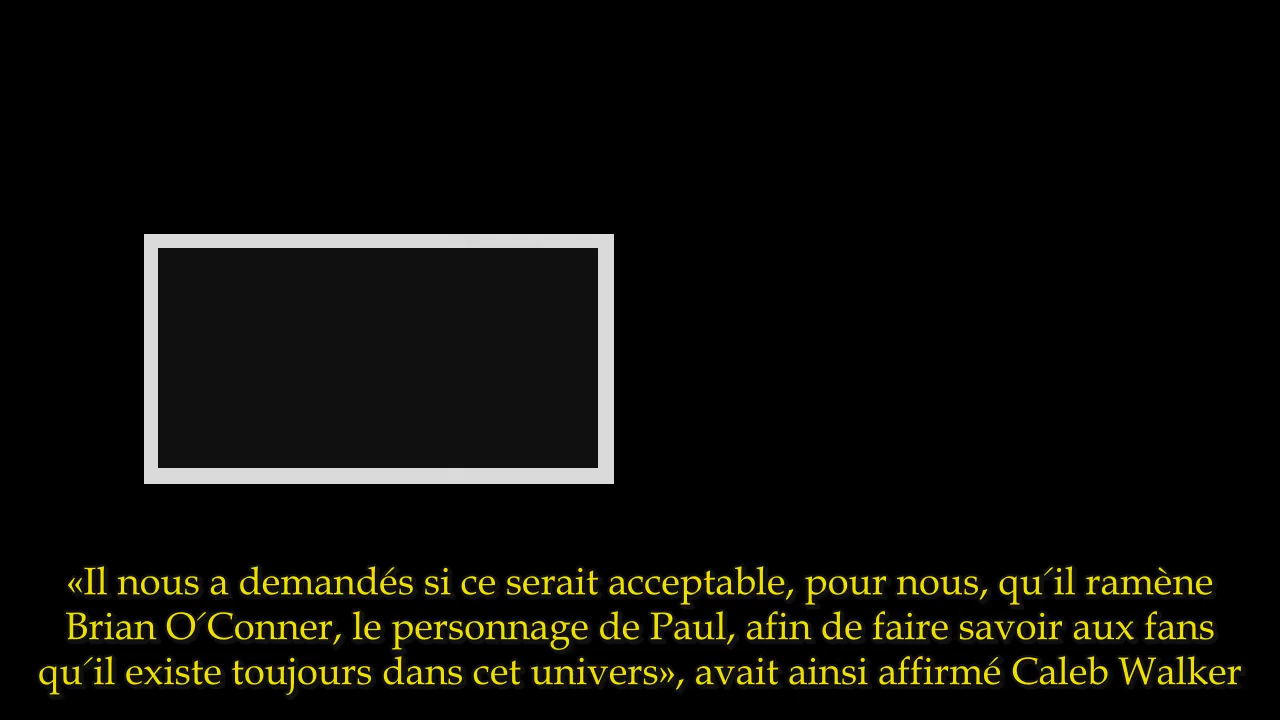 «Il nous a demandés si ce serait acceptable, pour nous, qu´il ramène
Brian O´Conner, le personnage de Paul, afin de faire savoir aux fans
qu´il existe toujours dans cet univers», avait ainsi affirmé Caleb Walker